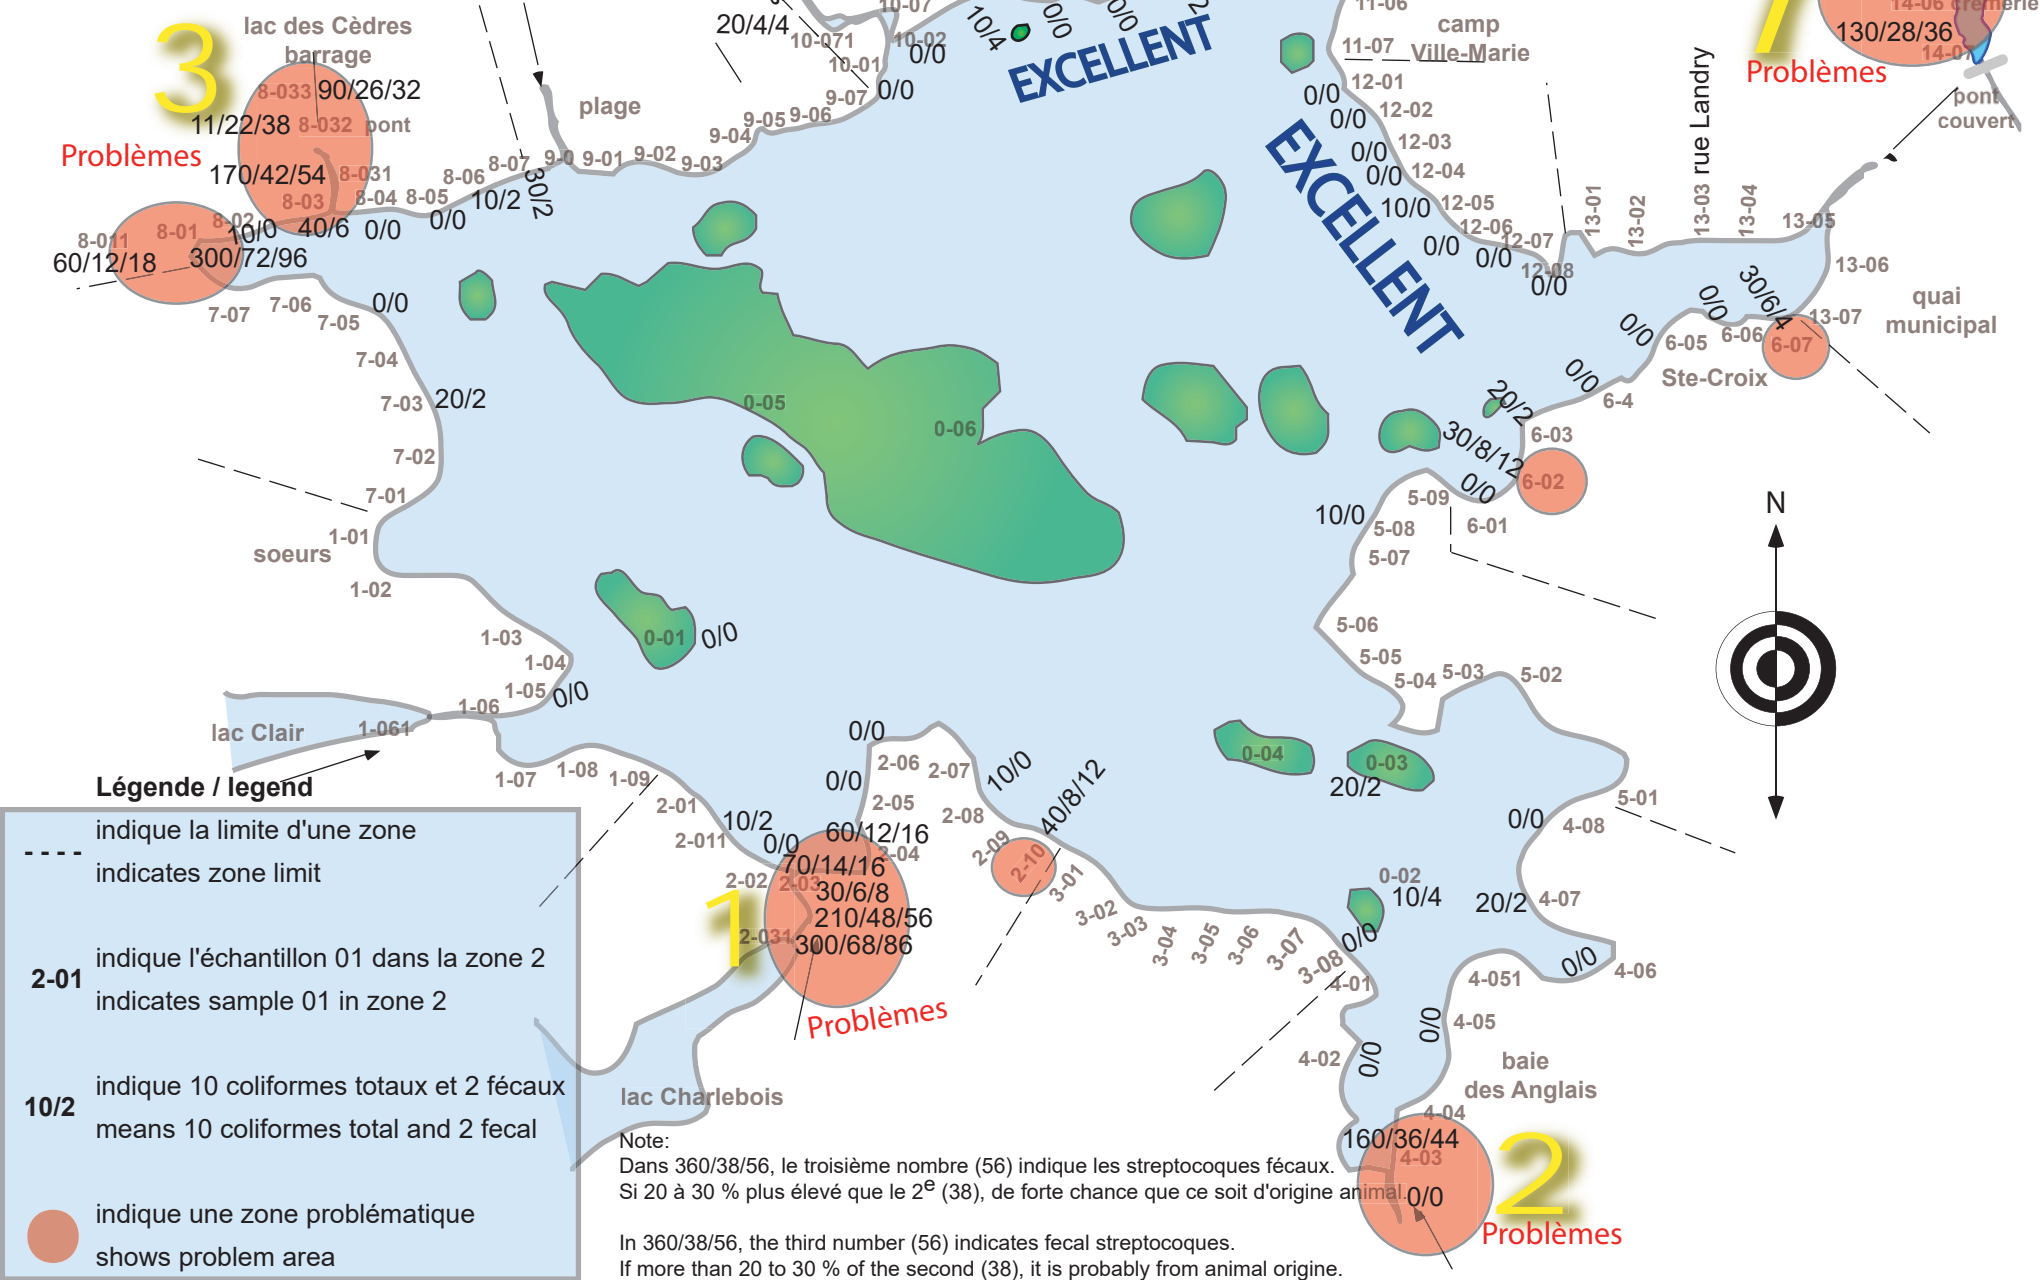 lac des Cèdres
barrage
3
8-033 90/26/32
11/22/38 8-032 pont
Problèmes
170/42/54 8-031
8-03 8-04 8-05 8-06 8-07
8-011 8-01 8-02
60/12/18 300/72/96 10/0 40/6 0/0 0/0 10/2 30/2
plage
9-0 9-01 9-02 9-03 9-04 9-05 9-06 9-07
20/4/4
10-07
10-071 10-02
0/0
10-01
0/0
10/4 0/0 0/0 2
EXCELLENT
11-06
camp
Ville-Marie
11-07
12-01
0/0
12-02
0/0
12-03
0/0
12-04
0/0
12-05
10/0
12-06
0/0
12-07
0/0
12-08
0/0
EXCELLENT
rue Landry
14-06 crèmerie
130/28/36
14-07
7
Problèmes
pont
couvert
13-01 13-02 13-03 13-04 13-05
13-06
13-07
quai
municipal
30/6/4
0/0
0/0
6-07
6-06
6-05
Ste-Croix
0/0
6-4
20/2
6-03
30/8/12
6-02
0/0
6-01
5-09
10/0
5-08
5-07
5-06
5-05
5-04 5-03 5-02
5-01
N
7-07 7-06 7-05
0/0
7-04
7-03 20/2
7-02
7-01
1-01
soeurs
1-02
1-03
1-04
1-05 0/0
1-06
lac Clair 1-061
1-07 1-08 1-09
0-05
0-06
0-01 0/0
0-04
0-03
20/2
2-01
2-011
10/2
0/0
2-02
2-03
2-031
1
0/0
2-06 2-07
0/0
2-05
2-08
10/0
60/12/16
2-04
70/14/16
30/6/8
210/48/56
300/68/86
Problèmes
40/8/12
2-09 2-10
3-01
3-02
3-03 3-04 3-05 3-06 3-07 3-08
0/0
0-02
10/4
4-01
4-02
0/0
0/0
4-08
20/2 4-07
0/0
4-06
4-051
0/0
4-05
baie
des Anglais
4-04
160/36/44
4-03
0/0
2
Problèmes
lac Charlebois
Légende / legend
- - - -
indique la limite d'une zone
indicates zone limit
2-01
indique l'échantillon 01 dans la zone 2
indicates sample 01 in zone 2
10/2
indique 10 coliformes totaux et 2 fécaux
means 10 coliformes total and 2 fecal
indique une zone problématique
shows problem area
Note:
Dans 360/38/56, le troisième nombre (56) indique les streptocoques fécaux.
Si 20 à 30 % plus élevé que le 2e (38), de forte chance que ce soit d'origine animal.
In 360/38/56, the third number (56) indicates fecal streptocoques.
If more than 20 to 30 % of the second (38), it is probably from animal origine.